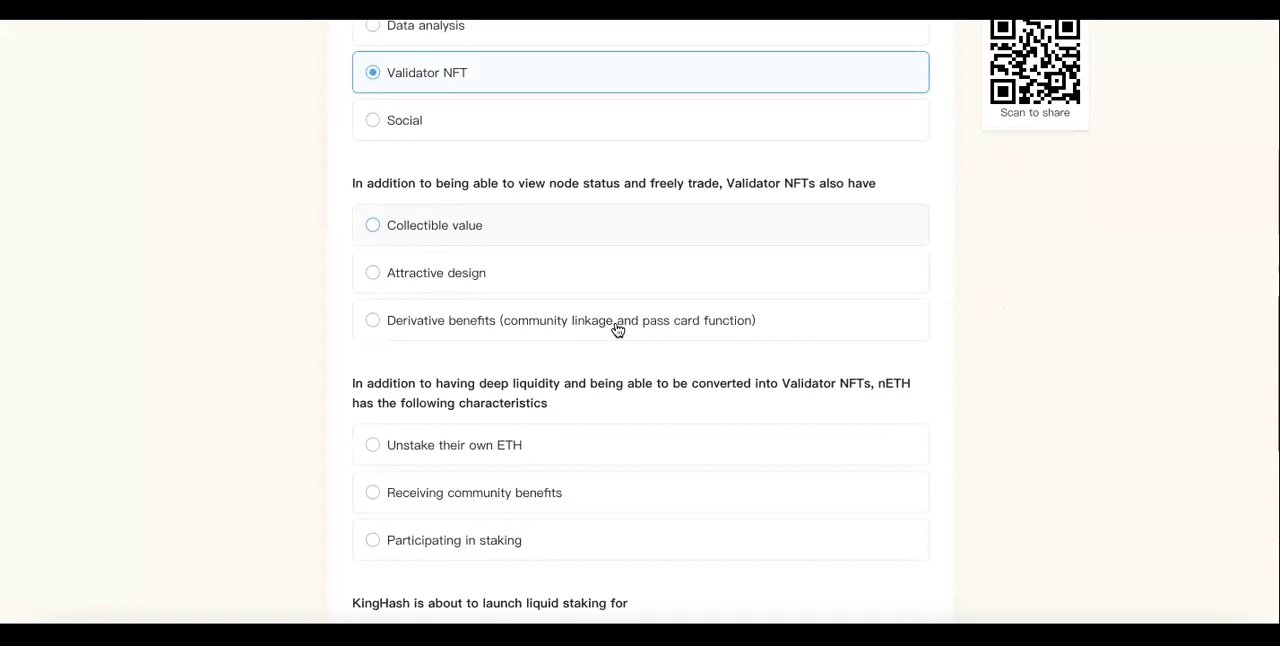 Data analysis
Validator NFT
Social
Scan to share
In addition to being able to view node status and freely trade, Validator NFTs also have
Collectible value
Attractive design
Derivative benefits (community linkage and pass card function)
In addition to having deep liquidity and being able to be converted into Validator NFTs, nETH
has the following characteristics
Unstake their own ETH
Receiving community benefits
Participating in staking
KingHash is about to launch liquid staking for